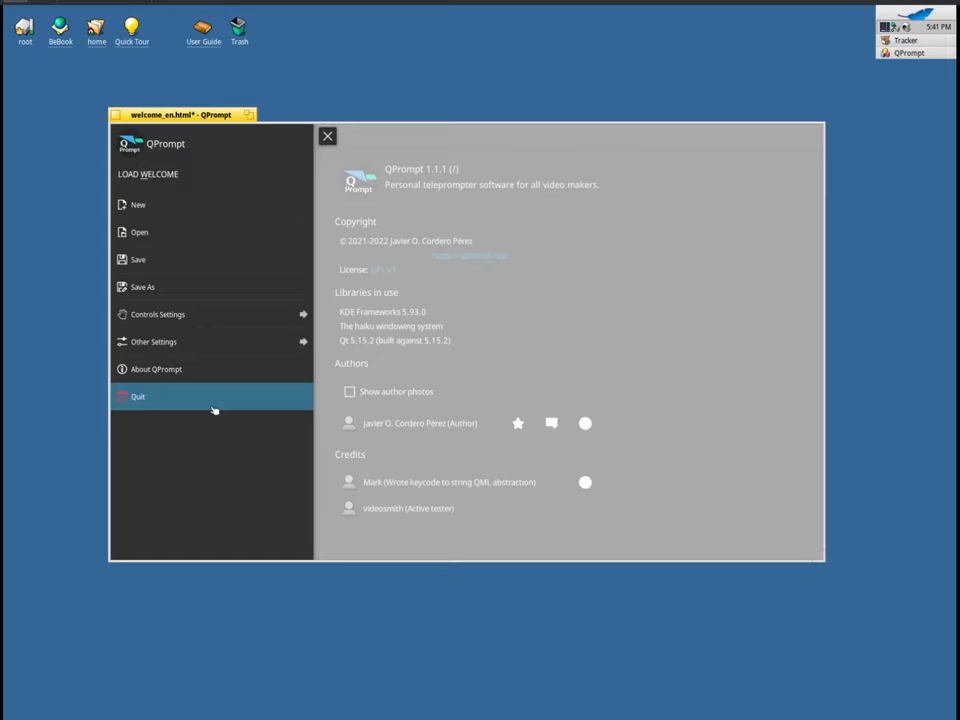 root
BeBook
home
Quick Tour
User Guide
Trash
5:41 PM
Tracker
QPrompt
welcome_en.html* - QPrompt
Q
Prompt
QPrompt
LOAD WELCOME
New
Open
Save
Save As
Controls Settings
Other Settings
About QPrompt
Quit
Q
Prompt
QPrompt 1.1.1 (/)
Personal teleprompter software for all video makers.
Copyright
© 2021-2022 Javier O. Cordero Pérez
License:
Libraries in use
KDE Frameworks 5.93.0
The haiku windowing system
Qt 5.15.2 (built against 5.15.2)
Authors
Show author photos
Javier O. Cordero Pérez (Author)
Credits
Mark (Wrote keycode to string QML abstraction)
videosmith (Active tester)